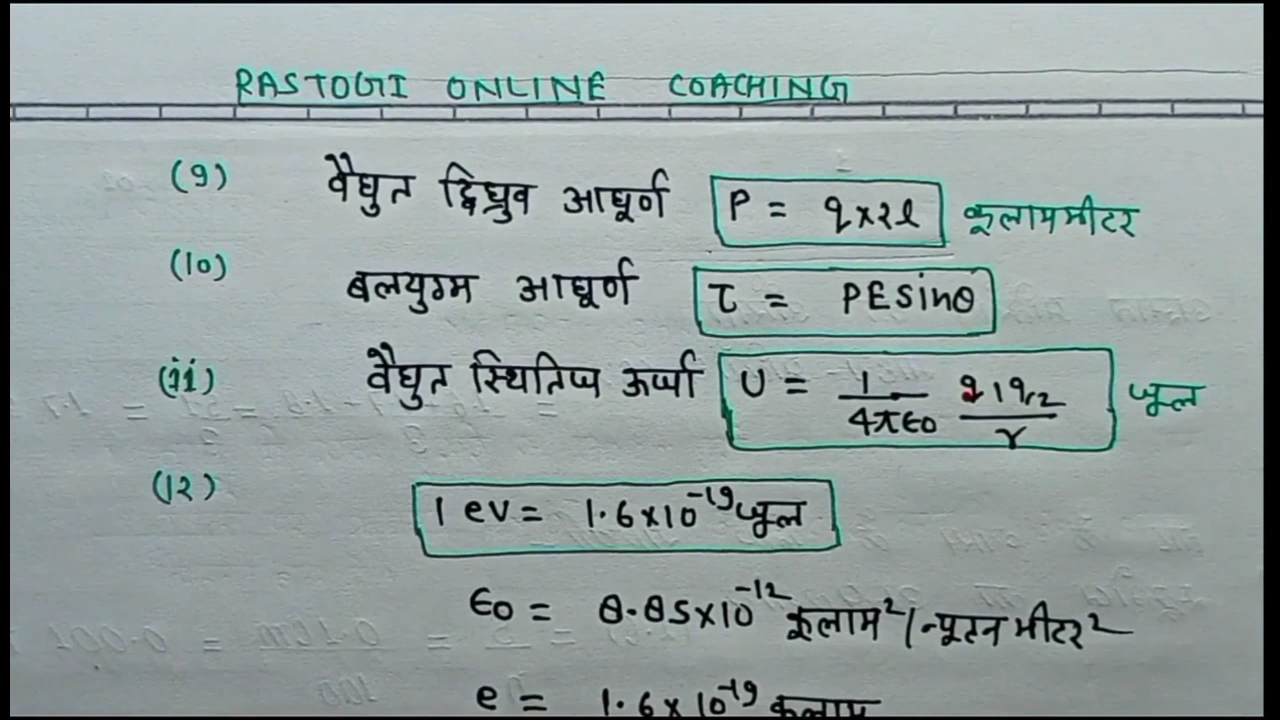 RASTOGI ONLINE COACHING
(9) वैद्युत द्विध्रुव आघूर्ण P = q×2l कूलाममीटर
(10) बलयुग्म आघूर्ण τ = PEsinθ
(11) वैद्युत स्थितिज ऊर्जा U = 1/4πε0 q1q2/r जूल
(12) 1 ev = 1.6×10⁻¹⁹ जूल
ε0 = 8.85×10⁻¹² कूलाम²/न्यूटन मीटर²
e = 1.6×10⁻¹⁹ कूलाम